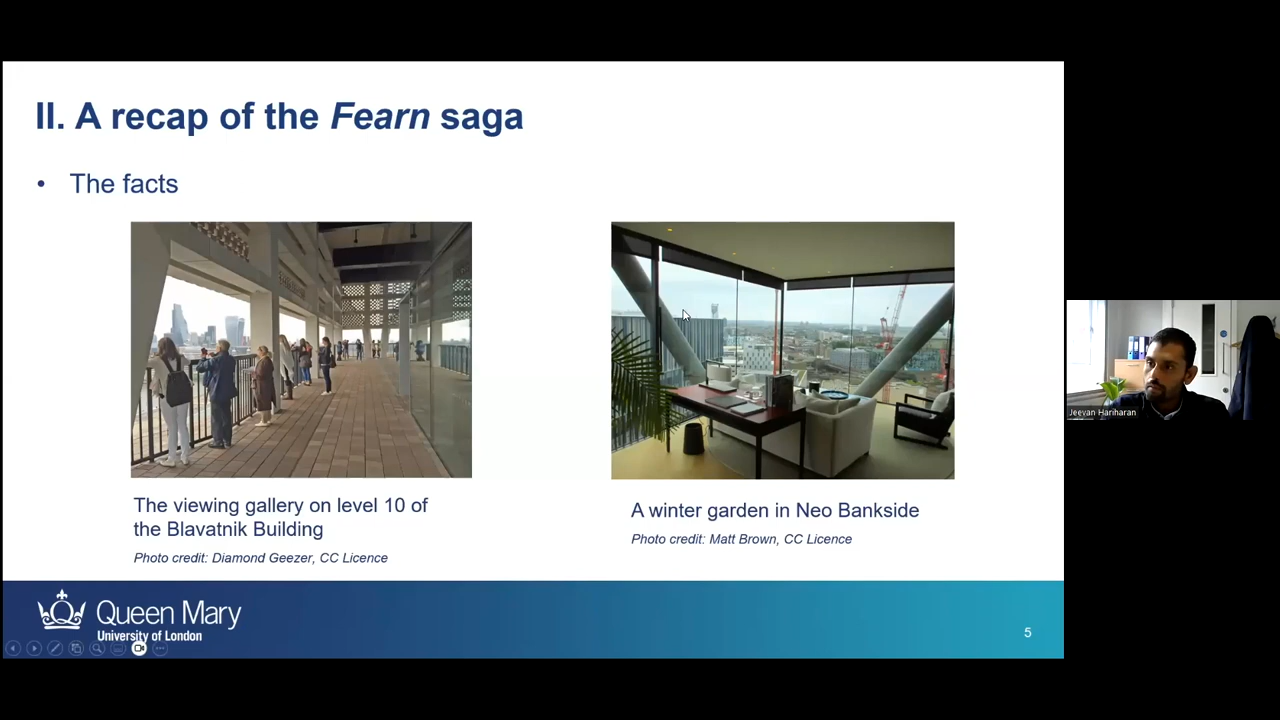 II. A recap of the Fearn saga
• The facts
The viewing gallery on level 10 of
the Blavatnik Building
Photo credit: Diamond Geezer, CC Licence
A winter garden in Neo Bankside
Photo credit: Matt Brown, CC Licence
Queen Mary
University of London
5
Jeevan Hariharan